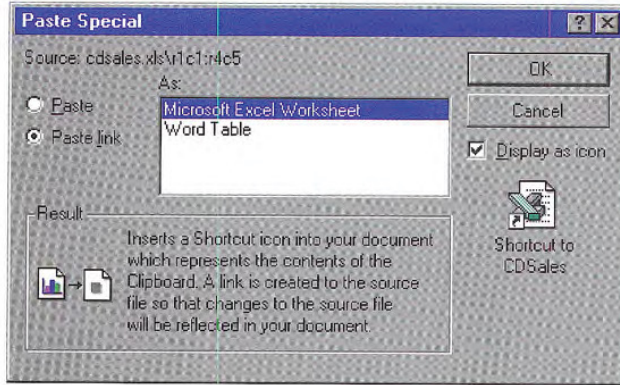 Paste Special
Source: cdsales.xls\r1c1:r4c5
As:
Paste
Paste link
Microsoft Excel Worksheet
Word Table
OK
Cancel
Display as icon
Shortcut to
CDSales
Result
Inserts a Shortcut icon into your document
which represents the contents of the
Clipboard. A link is created to the source
file so that changes to the source file
will be reflected in your document.